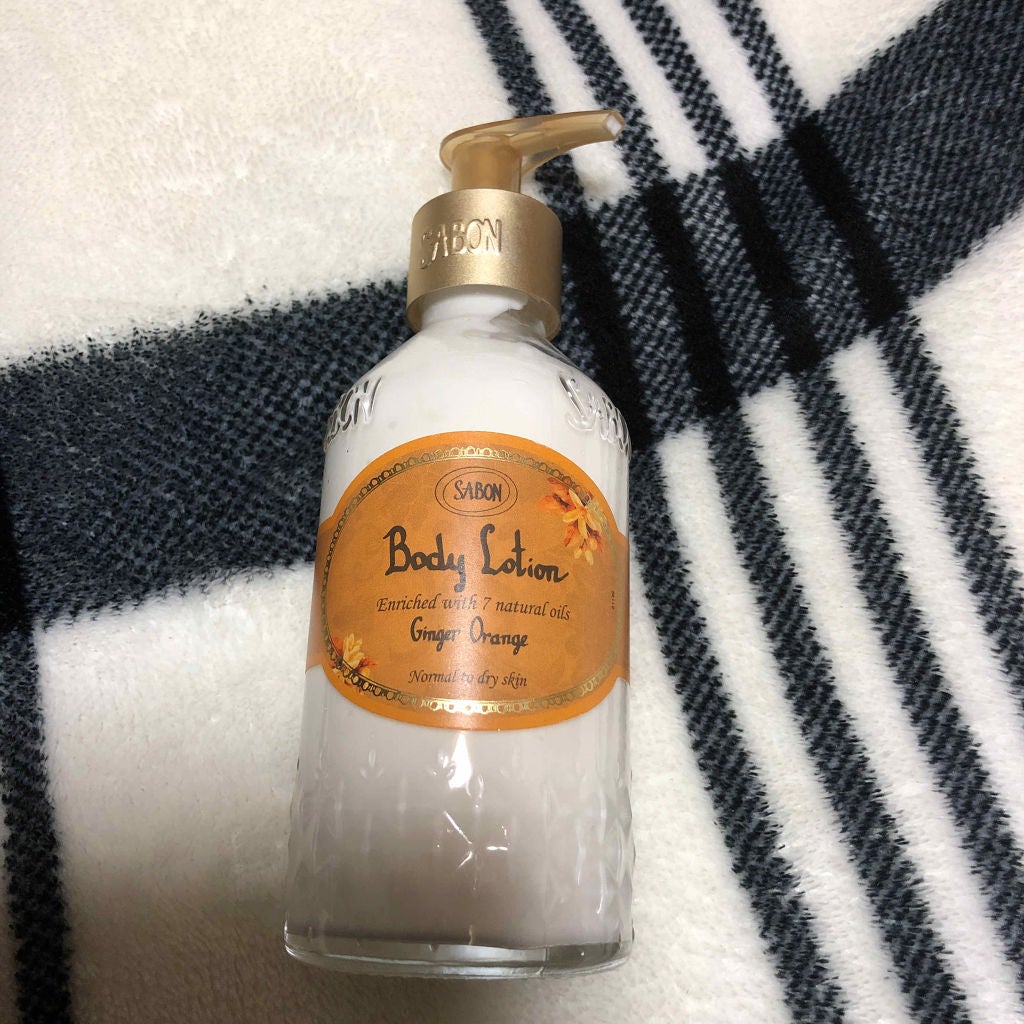 SABON
SABON
Body Lotion
Enriched with 7 natural oils
Ginger Orange
Normal to dry skin